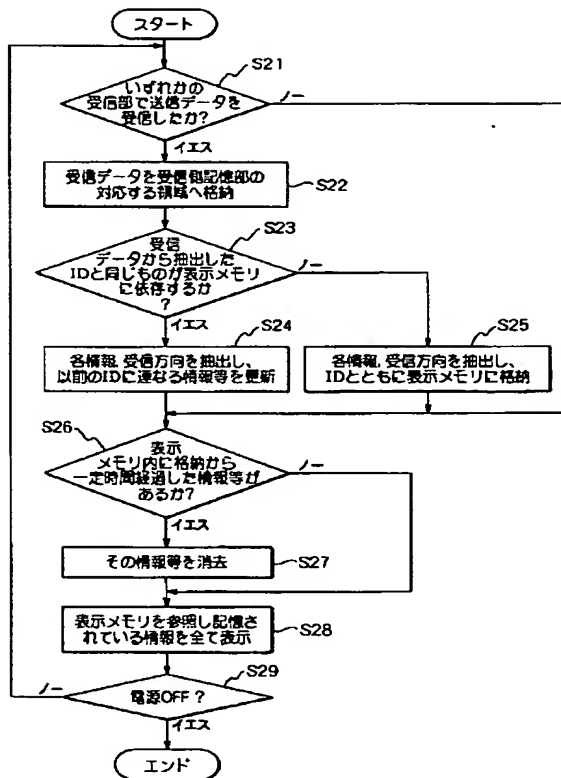 スタート
S21
いずれかの
受信部で送信データを
受信したか?
ノー
イエス
受信データを受信側記憶部の
対応する領域へ格納
S22
S23
受信
データから抽出した
IDと同じものが表示メモリ
に依存するか
?
ノー
イエス
S24
各情報,受信方向を抽出し、
以前のIDに連なる情報等を更新
S25
各情報,受信方向を抽出し、
IDとともに表示メモリに格納
S26
表示
メモリ内に格納から
一定時間経過した情報等が
あるか?
ノー
イエス
その情報等を消去
S27
表示メモリを参照し記憶さ
れている情報を全て表示
S28
S29
ノー
電源OFF?
イエス
エンド